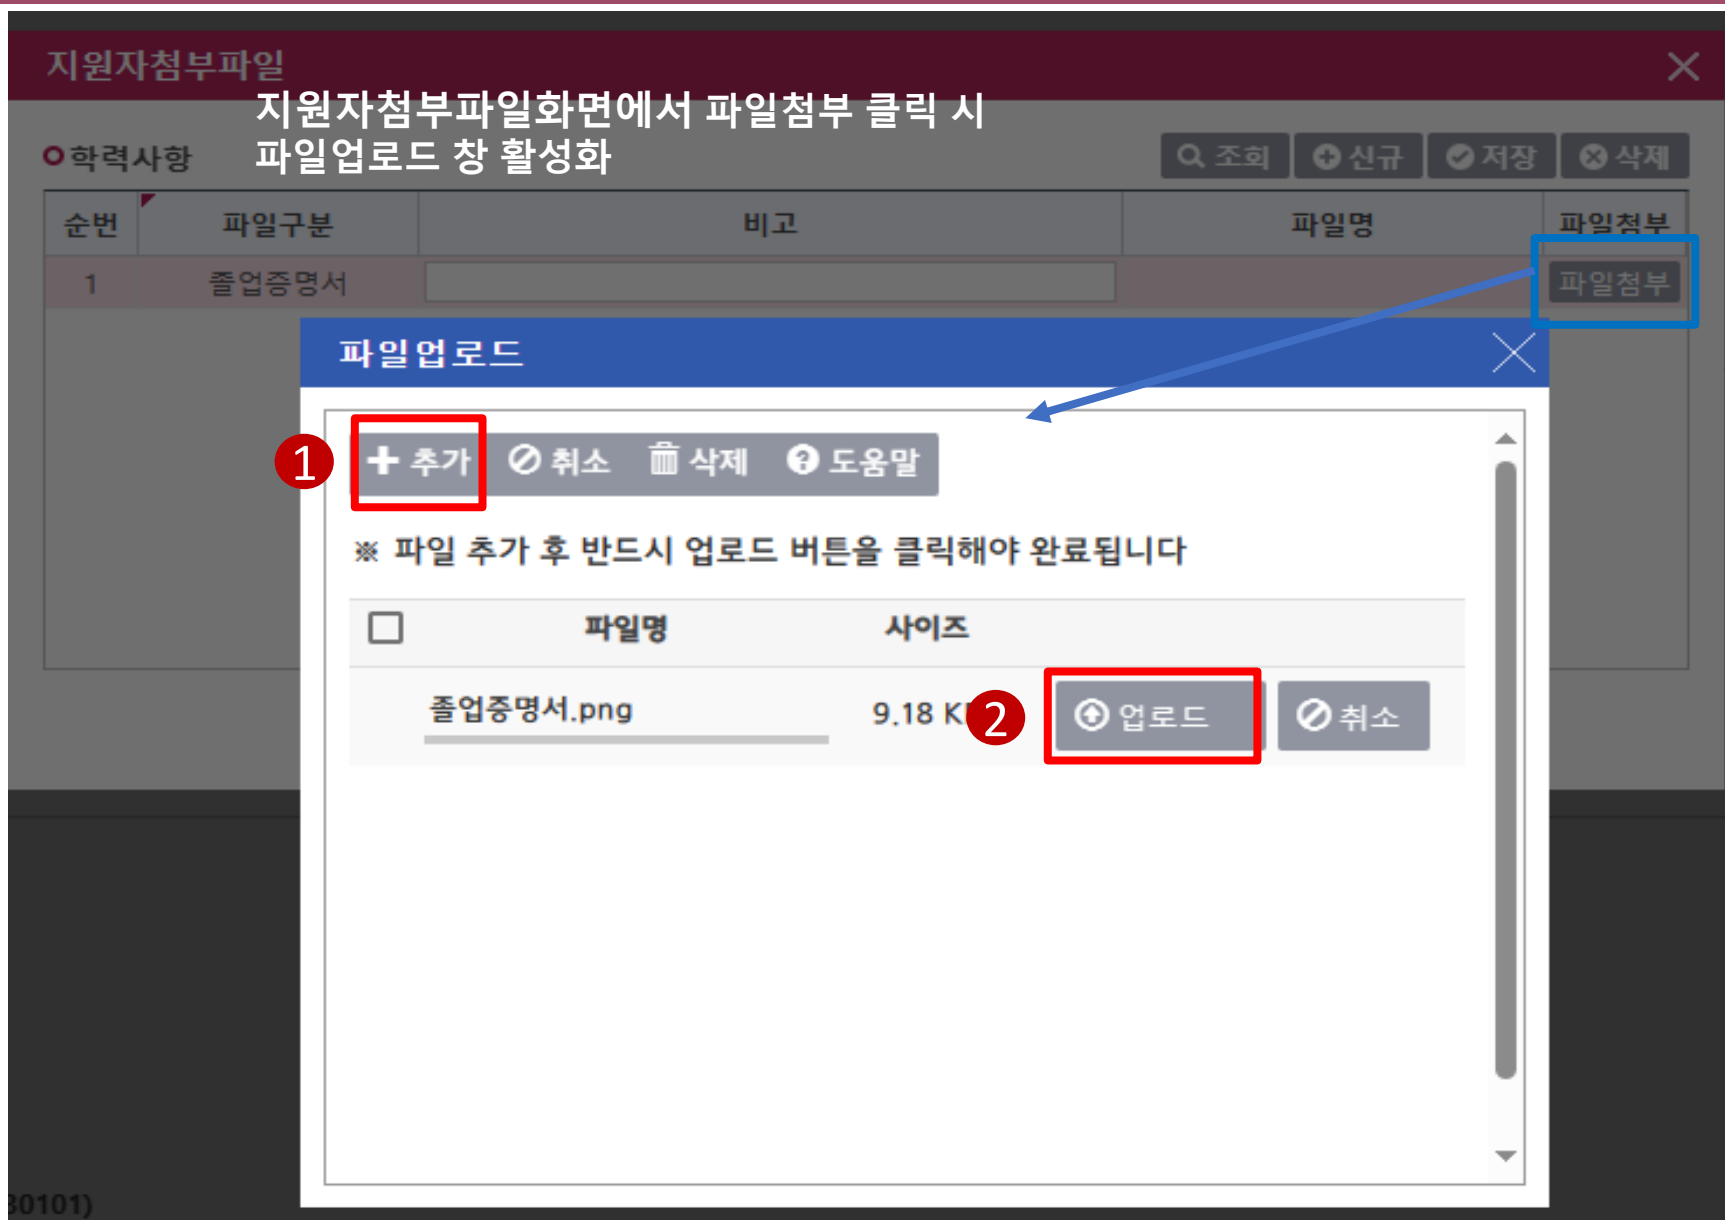 지원자첨부파일
지원자첨부파일화면에서 파일첨부 클릭 시
파일업로드 창 활성화
학력사항
조회 신규 저장 삭제
순번 파일구분 비고 파일명 파일첨부
1 졸업증명서 파일첨부
파일업로드
1 추가 취소 삭제 도움말
※ 파일 추가 후 반드시 업로드 버튼을 클릭해야 완료됩니다
파일명 사이즈
졸업증명서.png 9.18 2 업로드 취소
30101)